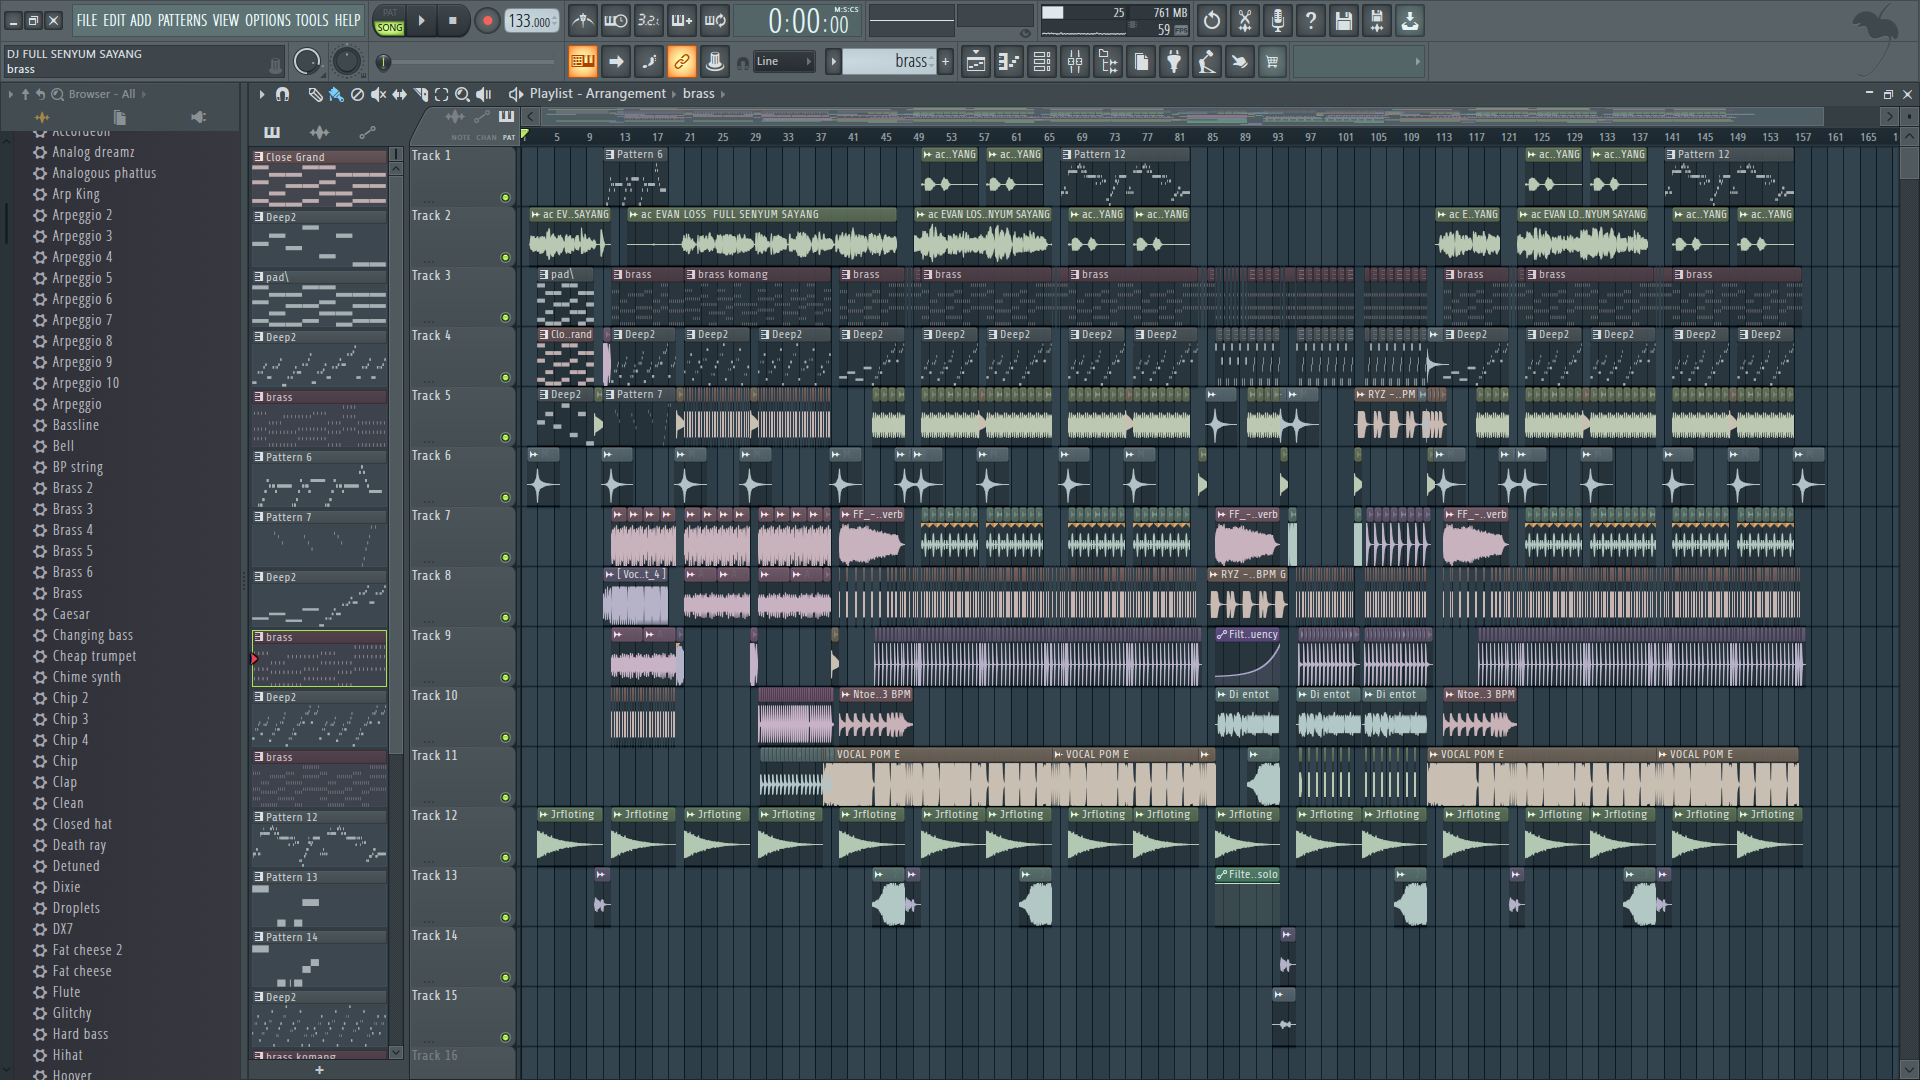 FILE EDIT ADD PATTERNS VIEW OPTIONS TOOLS HELP
PAT
SONG
133.000
3.2.
0:00:00
M:S:CS
25
761 MB
59
DJ FULL SENYUM SAYANG
brass
Line
brass
Browser - All
Playlist - Arrangement › brass
NOTE CHAN PAT
5 9 13 17 21 25 29 33 37 41 45 49 53 57 61 65 69 73 77 81 85 89 93 97 101 105 109 113 117 121 125 129 133 137 141 145 149 153 157 161 165
Accordeon
Analog dreamz
Analogous phattus
Arp King
Arpeggio 2
Arpeggio 3
Arpeggio 4
Arpeggio 5
Arpeggio 6
Arpeggio 7
Arpeggio 8
Arpeggio 9
Arpeggio 10
Arpeggio
Bassline
Bell
BP string
Brass 2
Brass 3
Brass 4
Brass 5
Brass 6
Brass
Caesar
Changing bass
Cheap trumpet
Chime synth
Chip 2
Chip 3
Chip 4
Chip
Clap
Clean
Closed hat
Death ray
Detuned
Dixie
Droplets
DX7
Fat cheese 2
Fat cheese
Flute
Glitchy
Hard bass
Hihat
Hoover
Close Grand
Deep2
pad\
Deep2
brass
Pattern 6
Pattern 7
Deep2
brass
Deep2
brass
Pattern 12
Pattern 13
Pattern 14
Deep2
brass komang
+
Track 1
Pattern 6 ac..YANG ac..YANG Pattern 12 ac..YANG ac..YANG Pattern 12
Track 2
ac EV..SAYANG ac EVAN LOSS FULL SENYUM SAYANG ac EVAN LOS..NYUM SAYANG ac..YANG ac..YANG ac E..YANG ac EVAN LO..NYUM SAYANG ac..YANG ac..YANG
Track 3
pad\ brass brass komang brass brass brass brass brass brass
Track 4
Clo..rand Deep2 Deep2 Deep2 Deep2 Deep2 Deep2 Deep2 Deep2 Deep2 Deep2 Deep2 Deep2 Deep2
Track 5
Deep2 Pattern 7 RYZ -..PM
Track 6
Track 7
FF_-..verb FF_-..verb FF_-..verb
Track 8
[ Voc..t_4 ] RYZ -..BPM G
Track 9
Filt..uency
Track 10
Ntoe..3 BPM Di entot Di entot Di entot Ntoe..3 BPM
Track 11
VOCAL POM E VOCAL POM E VOCAL POM E VOCAL POM E
Track 12
Jrfloting Jrfloting Jrfloting Jrfloting Jrfloting Jrfloting Jrfloting Jrfloting Jrfloting Jrfloting Jrfloting Jrfloting Jrfloting Jrfloting Jrfloting Jrfloting Jrfloting
Track 13
Filte..solo
Track 14
Track 15
Track 16